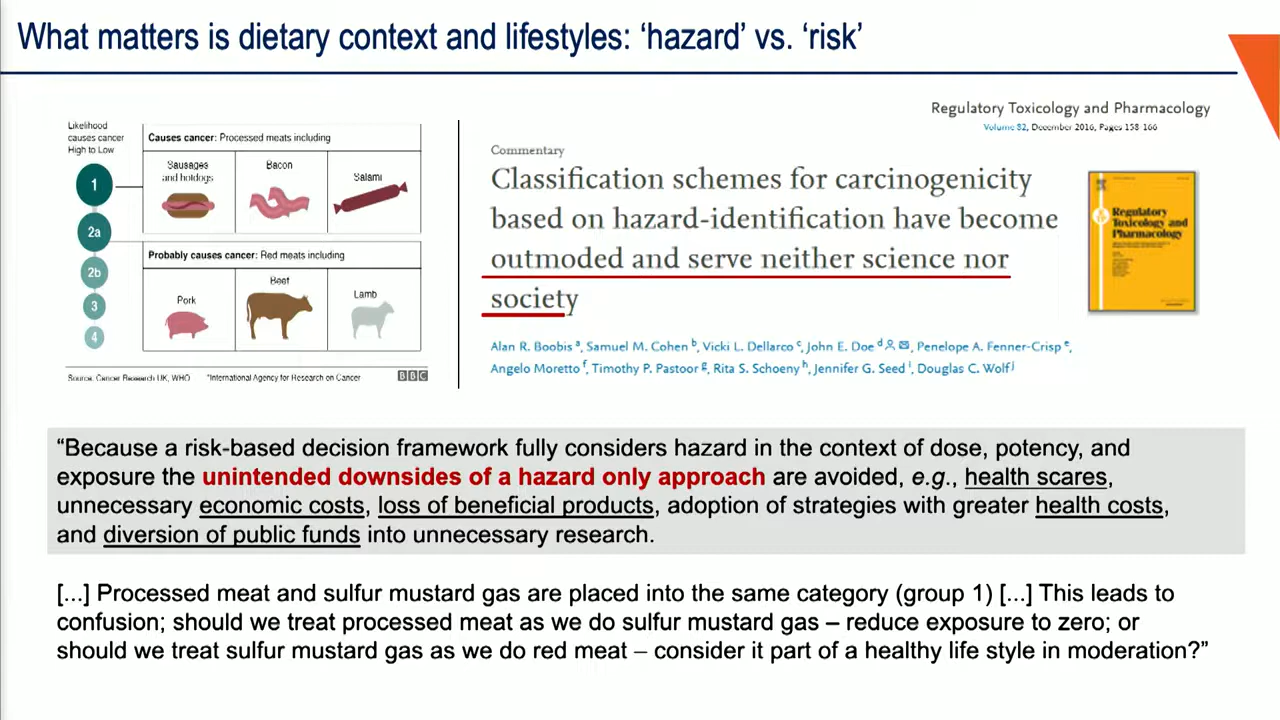 What matters is dietary context and lifestyles: ‘hazard’ vs. ‘risk’
Likelihood
causes cancer
High to Low
1
2a
2b
3
4
Causes cancer: Processed meats including
Sausages
and hotdogs
Bacon
Salami
Probably causes cancer: Red meats including
Pork
Beef
Lamb
Source: Cancer Research UK, WHO
*International Agency for Research on Cancer
BBC
Regulatory Toxicology and Pharmacology
Volume 82, December 2016, Pages 158-166
Commentary
Classification schemes for carcinogenicity
based on hazard-identification have become
outmoded and serve neither science nor
society
Alan R. Boobis a, Samuel M. Cohen b, Vicki L. Dellarco c, John E. Doe d, Penelope A. Fenner-Crisp e,
Angelo Moretto f, Timothy P. Pastoor g, Rita S. Schoeny h, Jennifer G. Seed i, Douglas C. Wolf j
Regulatory
Toxicology and
Pharmacology
“Because a risk-based decision framework fully considers hazard in the context of dose, potency, and
exposure the unintended downsides of a hazard only approach are avoided, e.g., health scares,
unnecessary economic costs, loss of beneficial products, adoption of strategies with greater health costs,
and diversion of public funds into unnecessary research.
[...] Processed meat and sulfur mustard gas are placed into the same category (group 1) [...] This leads to
confusion; should we treat processed meat as we do sulfur mustard gas – reduce exposure to zero; or
should we treat sulfur mustard gas as we do red meat – consider it part of a healthy life style in moderation?”